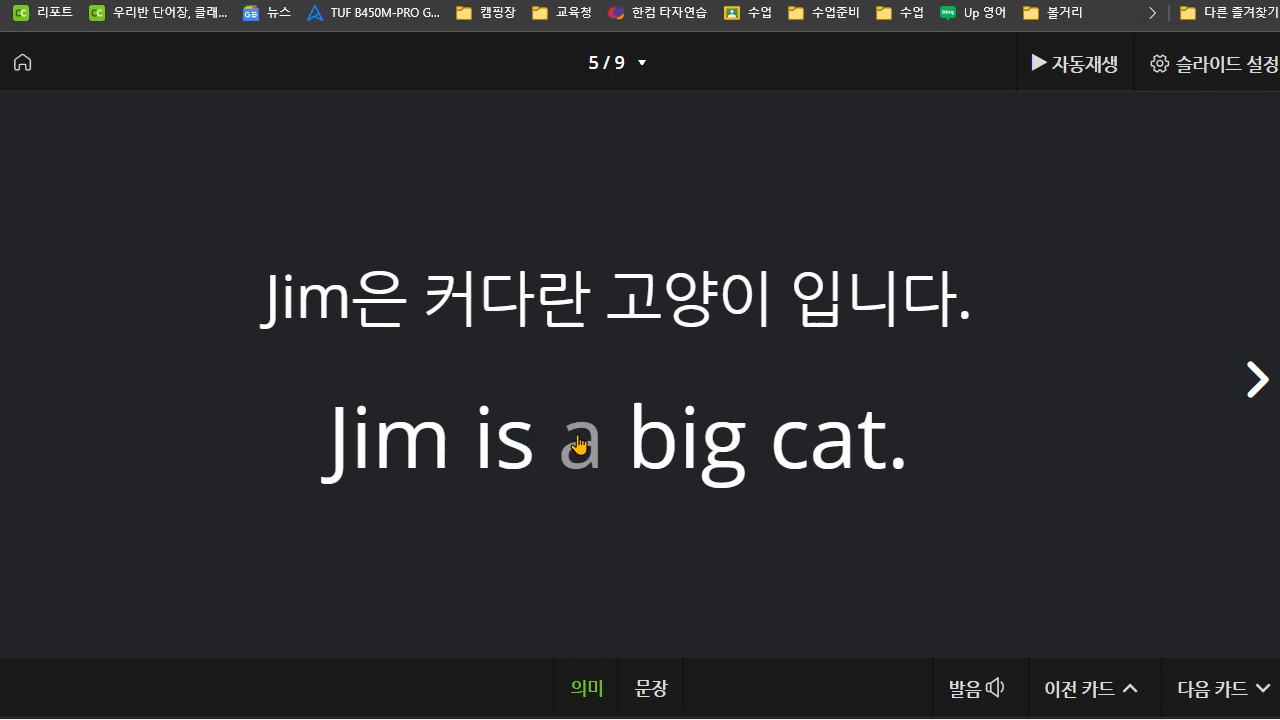 리포트 우리반 단어장, 클래... 뉴스 TUF B450M-PRO G... 캠핑장 교육청 한컴 타자연습 수업 수업준비 수업 Up 영어 볼거리 다른 즐겨찾기
5 / 9 자동재생 슬라이드 설정
Jim은 커다란 고양이 입니다.
Jim is a big cat.
의미 문장 발음 이전 카드 다음 카드